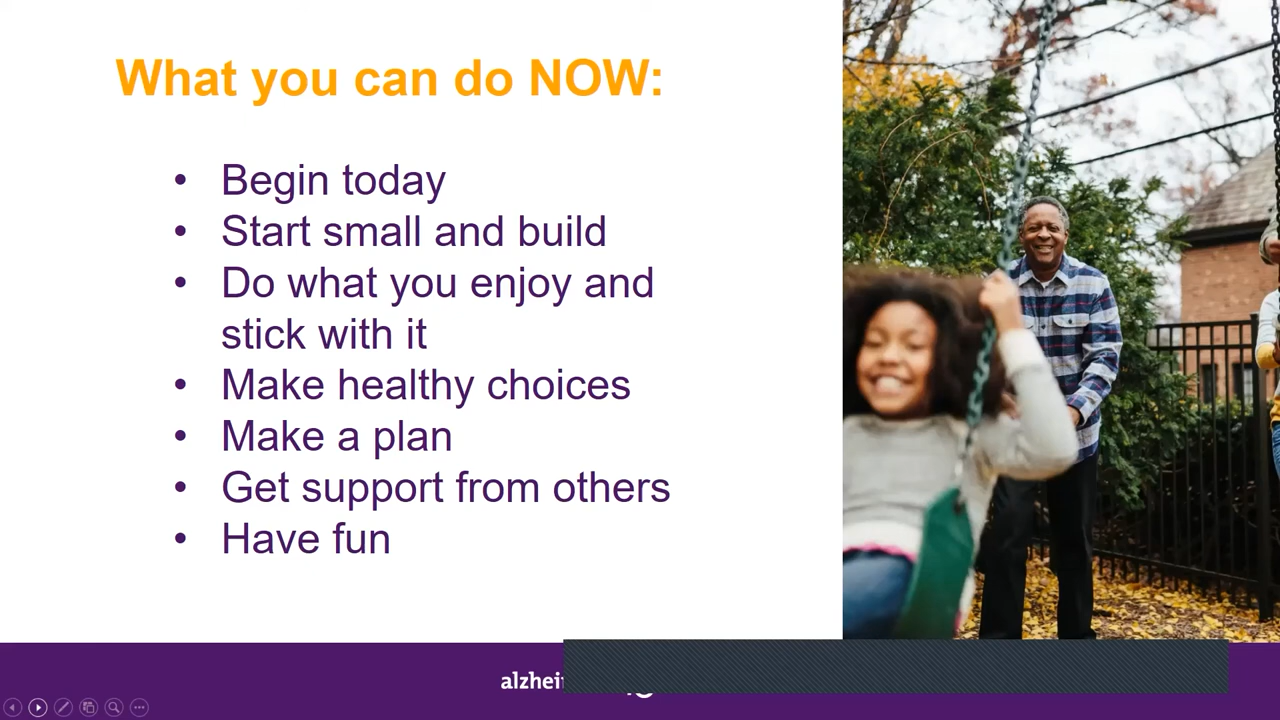 What you can do NOW:
• Begin today
• Start small and build
• Do what you enjoy and
stick with it
• Make healthy choices
• Make a plan
• Get support from others
• Have fun